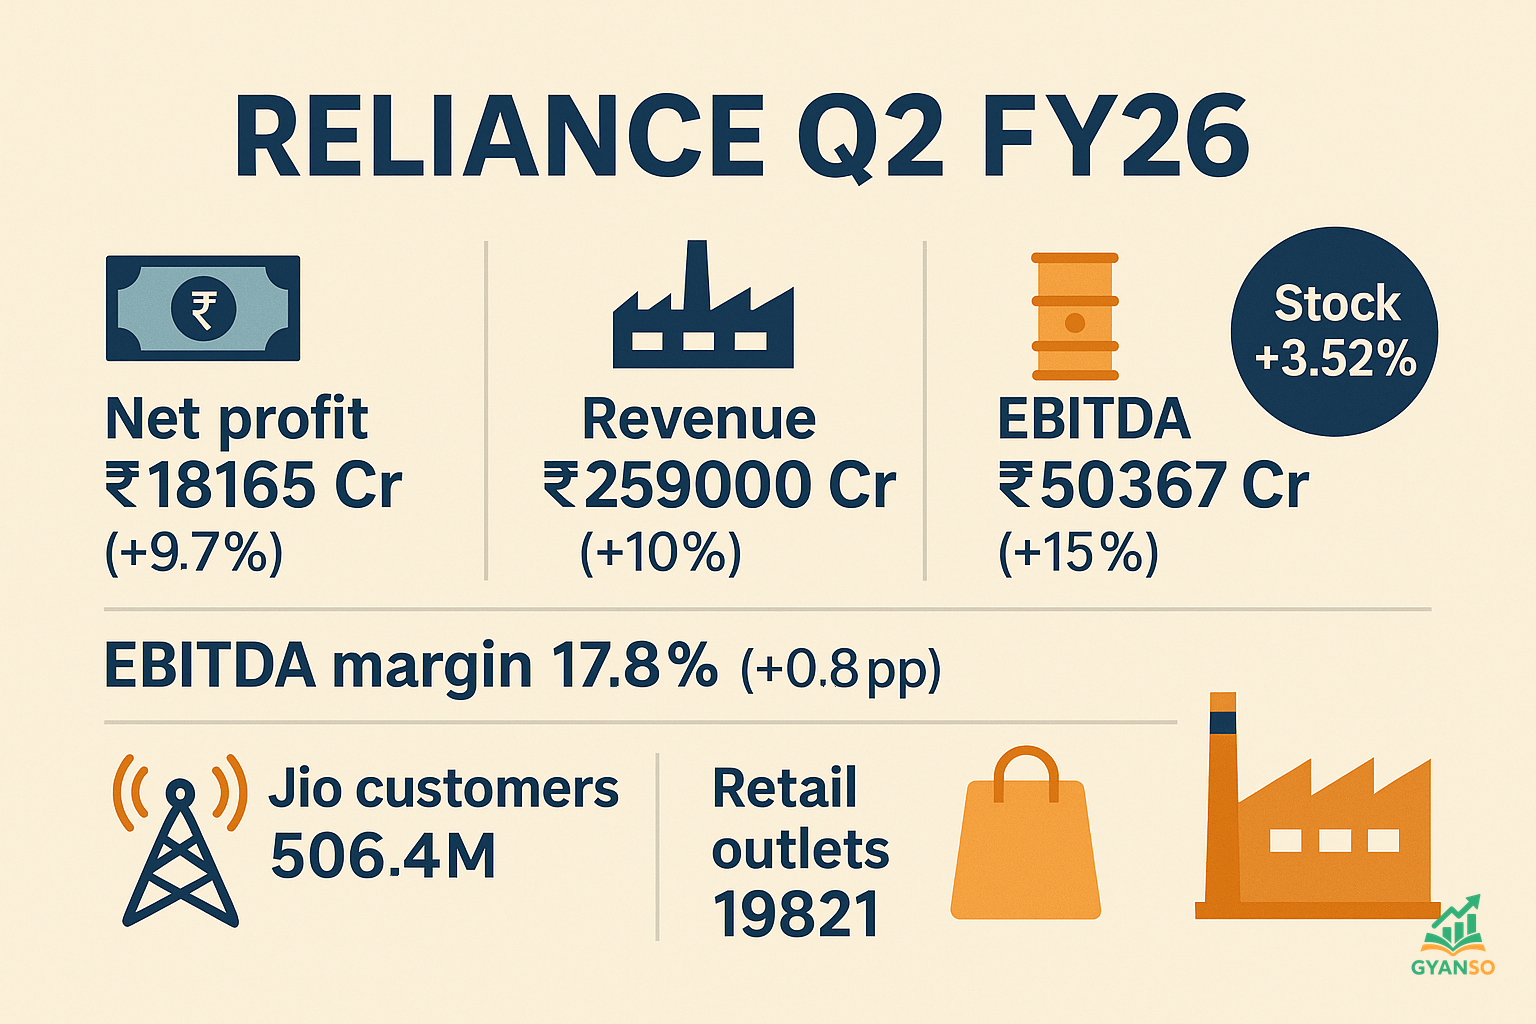 RELIANCE Q2 FY26
₹
Net profit
₹18165 Cr
(+9.7%)
Revenue
₹259000 Cr
(+10%)
EBITDA
₹50367 Cr
(+15%)
Stock
+3.52%
EBITDA margin 17.8% (+0.8pp)
Jio customers
506.4M
Retail
outlets
19821
GYANSO